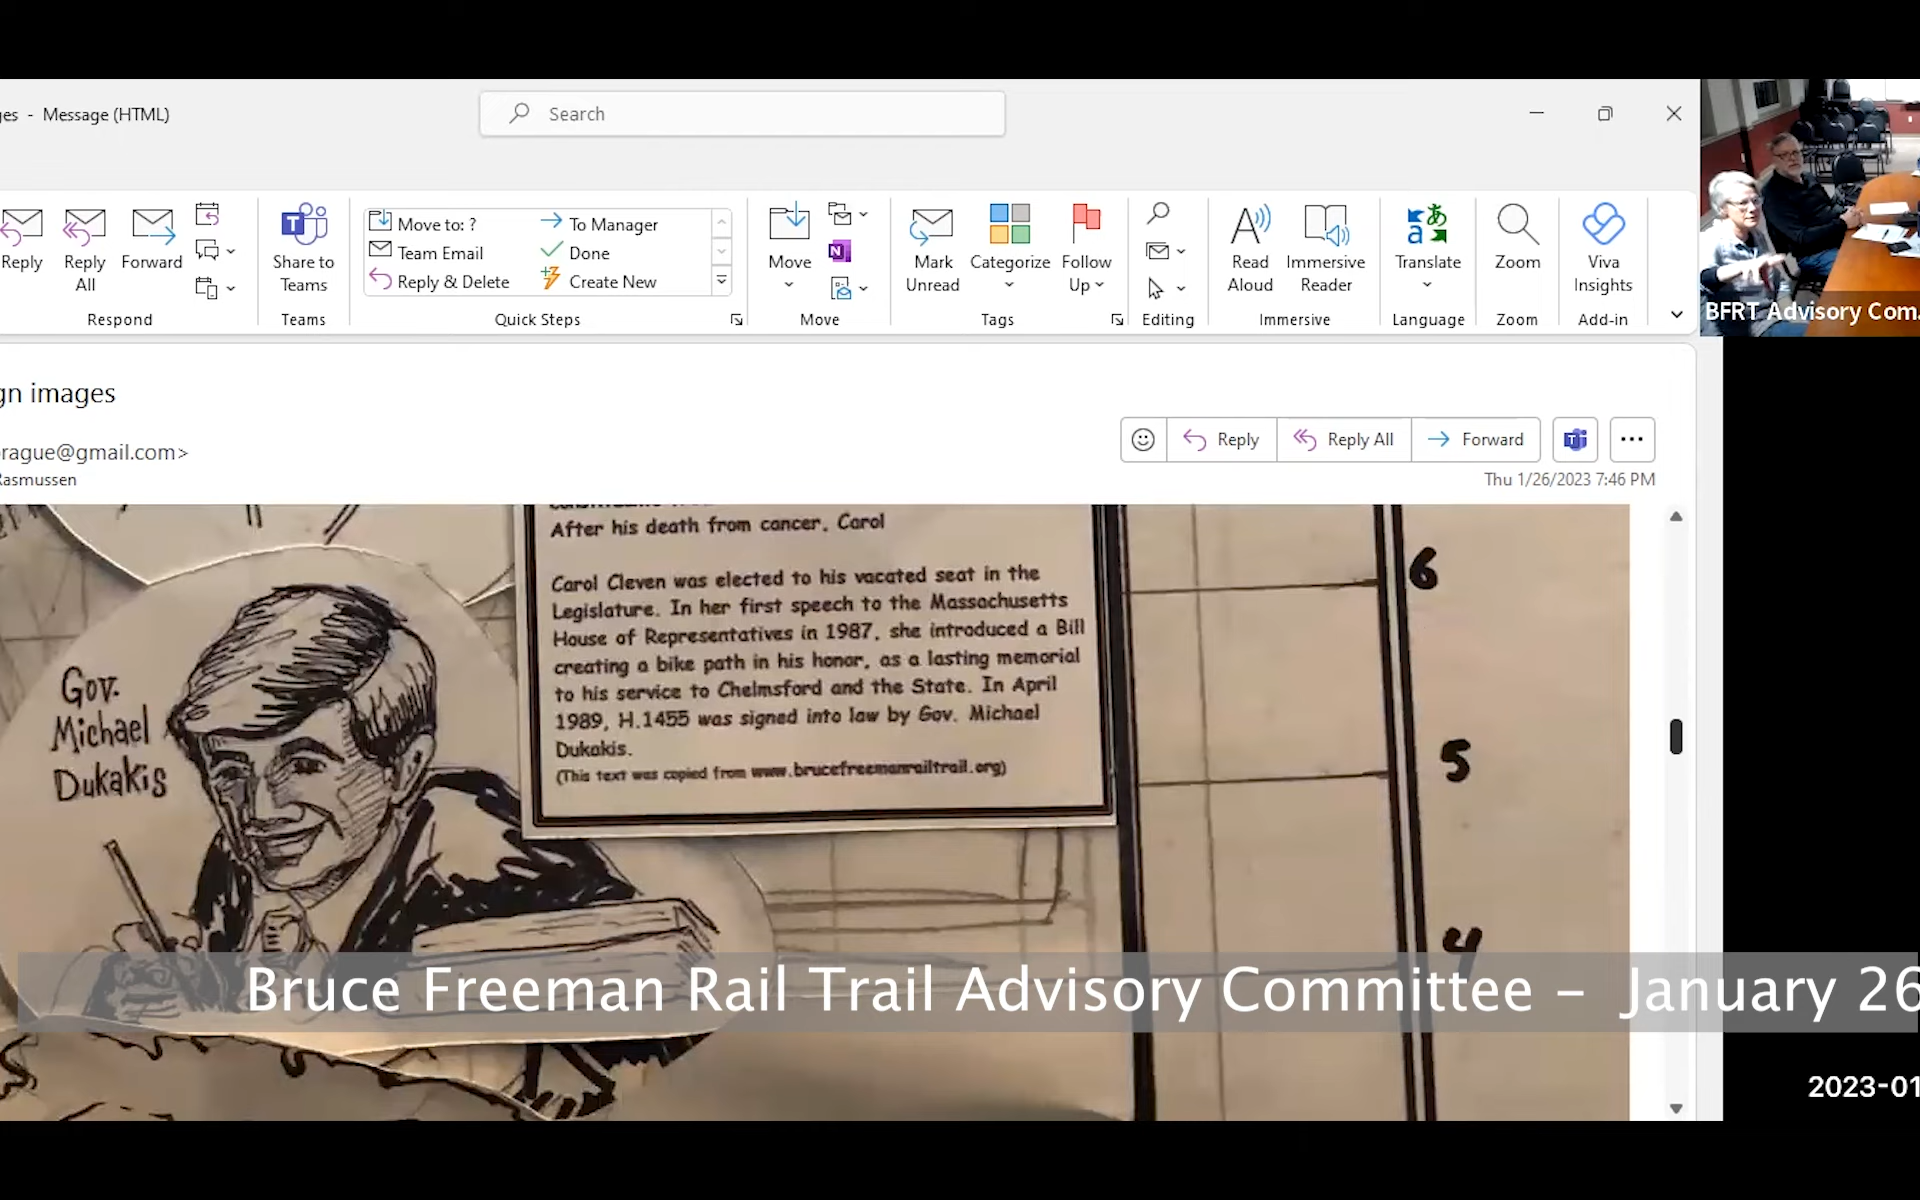 ges - Message (HTML)
Search
Reply
Reply All
Forward
Share to Teams
Move to: ?
To Manager
Team Email
Done
Reply & Delete
Create New
Move
Mark Unread
Categorize
Follow Up
Read Aloud
Immersive Reader
Translate
Zoom
Viva Insights
Respond
Teams
Quick Steps
Move
Tags
Editing
Immersive
Language
Zoom
Add-in
BFRT Advisory Com.
gn images
Reply
Reply All
Forward
rague@gmail.com>
Rasmussen
Thu 1/26/2023 7:46 PM
After his death from cancer, Carol
Carol Cleven was elected to his vacated seat in the
Legislature. In her first speech to the Massachusetts
House of Representatives in 1987, she introduced a Bill
creating a bike path in his honor, as a lasting memorial
to his service to Chelmsford and the State. In April
1989, H.1455 was signed into law by Gov. Michael
Dukakis.
(This text was copied from www.brucefreemanrailtrail.org)
Gov.
Michael
Dukakis
6
5
4
Bruce Freeman Rail Trail Advisory Committee - January 26
2023-01